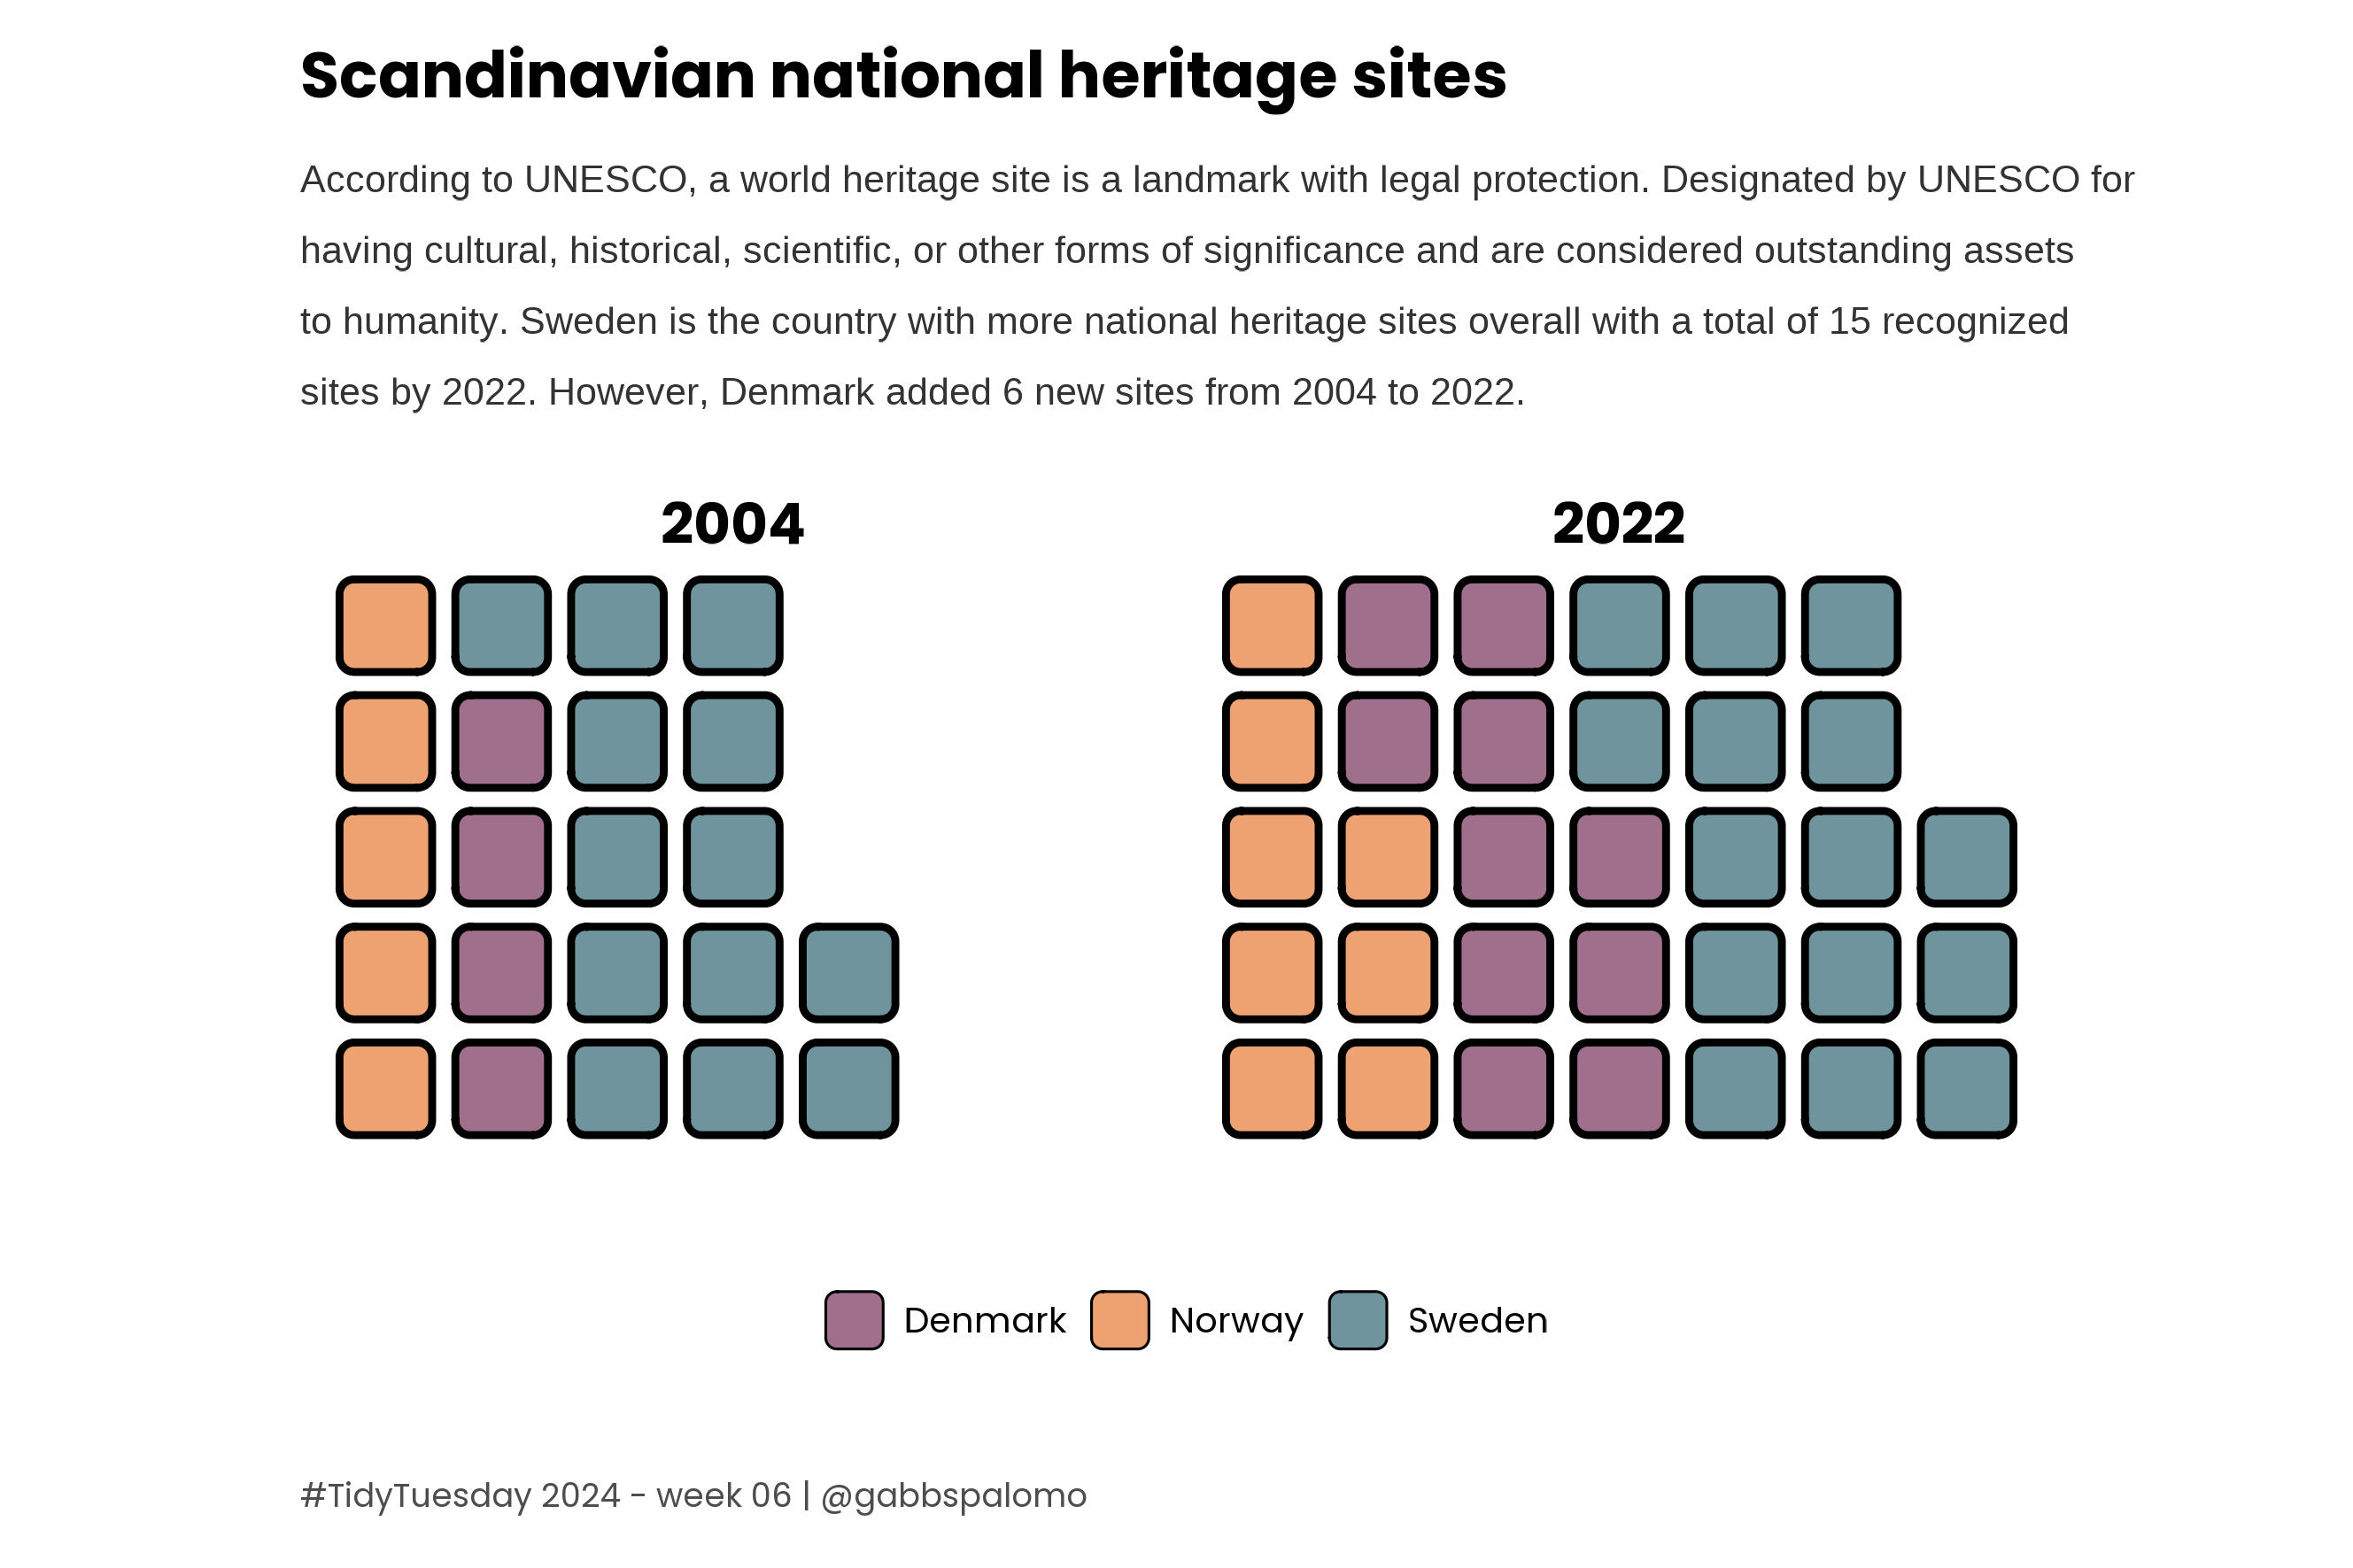 Scandinavian national heritage sites
According to UNESCO, a world heritage site is a landmark with legal protection. Designated by UNESCO for
having cultural, historical, scientific, or other forms of significance and are considered outstanding assets
to humanity. Sweden is the country with more national heritage sites overall with a total of 15 recognized
sites by 2022. However, Denmark added 6 new sites from 2004 to 2022.
2004 2022
Denmark Norway Sweden
#TidyTuesday 2024 - week 06 | @gabbspalomo